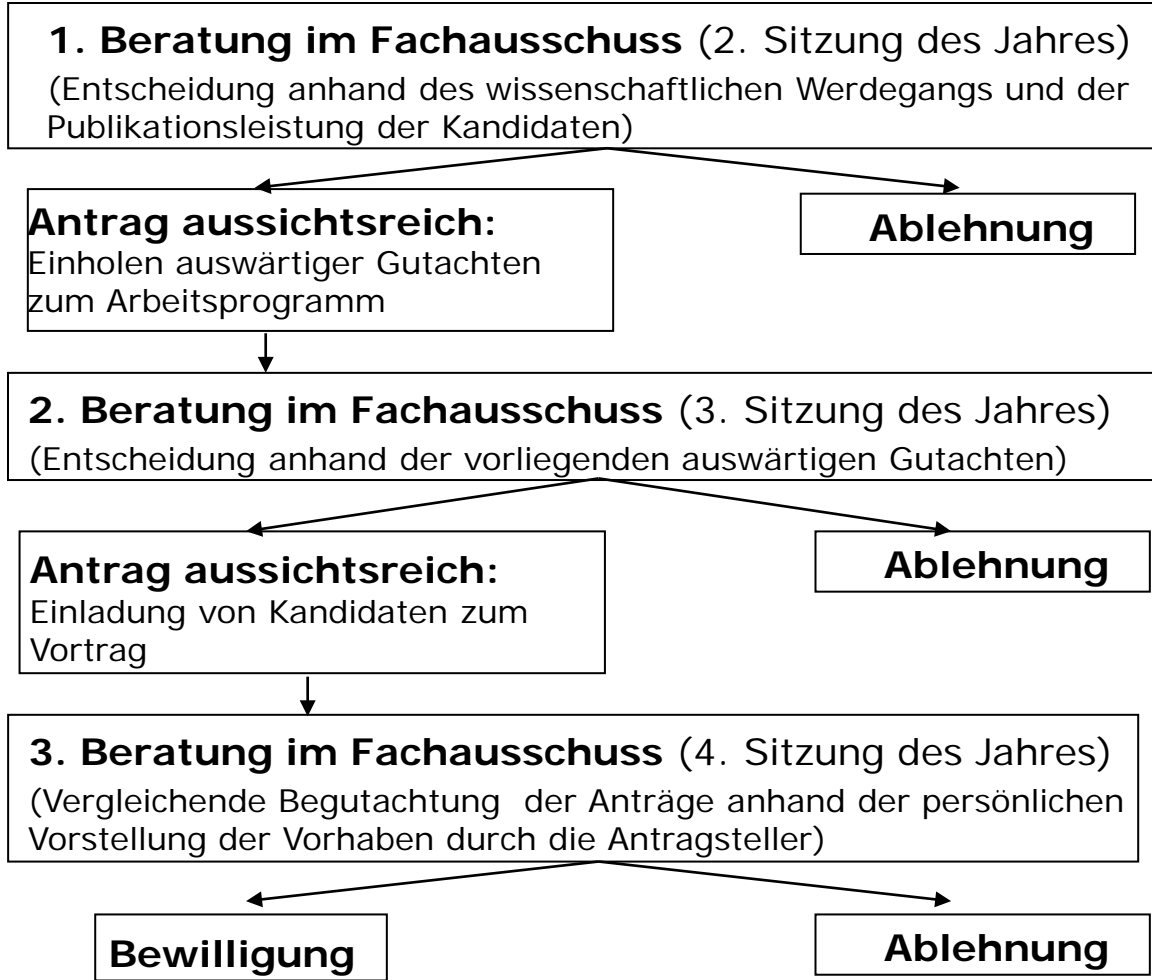 1. Beratung im Fachausschuss (2. Sitzung des Jahres)
(Entscheidung anhand des wissenschaftlichen Werdegangs und der
Publikationsleistung der Kandidaten)
Antrag aussichtsreich:
Einholen auswärtiger Gutachten
zum Arbeitsprogramm
Ablehnung
2. Beratung im Fachausschuss (3. Sitzung des Jahres)
(Entscheidung anhand der vorliegenden auswärtigen Gutachten)
Antrag aussichtsreich:
Einladung von Kandidaten zum
Vortrag
Ablehnung
3. Beratung im Fachausschuss (4. Sitzung des Jahres)
(Vergleichende Begutachtung der Anträge anhand der persönlichen
Vorstellung der Vorhaben durch die Antragsteller)
Bewilligung
Ablehnung